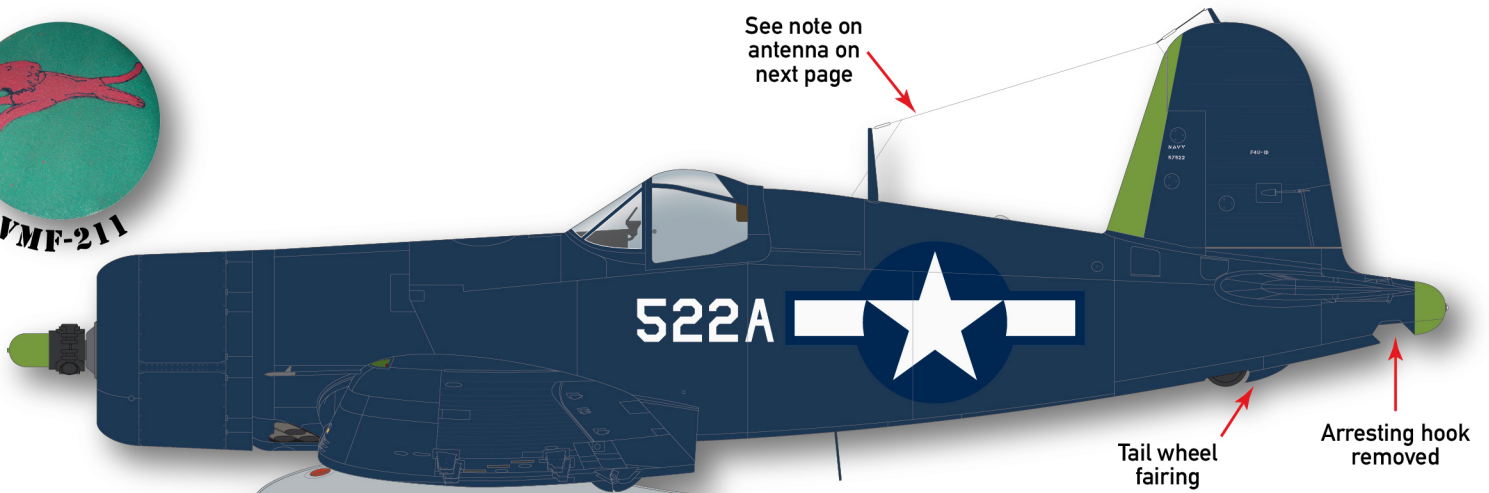 See note on
antenna on
next page
VMF-211
NAVY
57522
F4U-1D
522A
Tail wheel
fairing
Arresting hook
removed